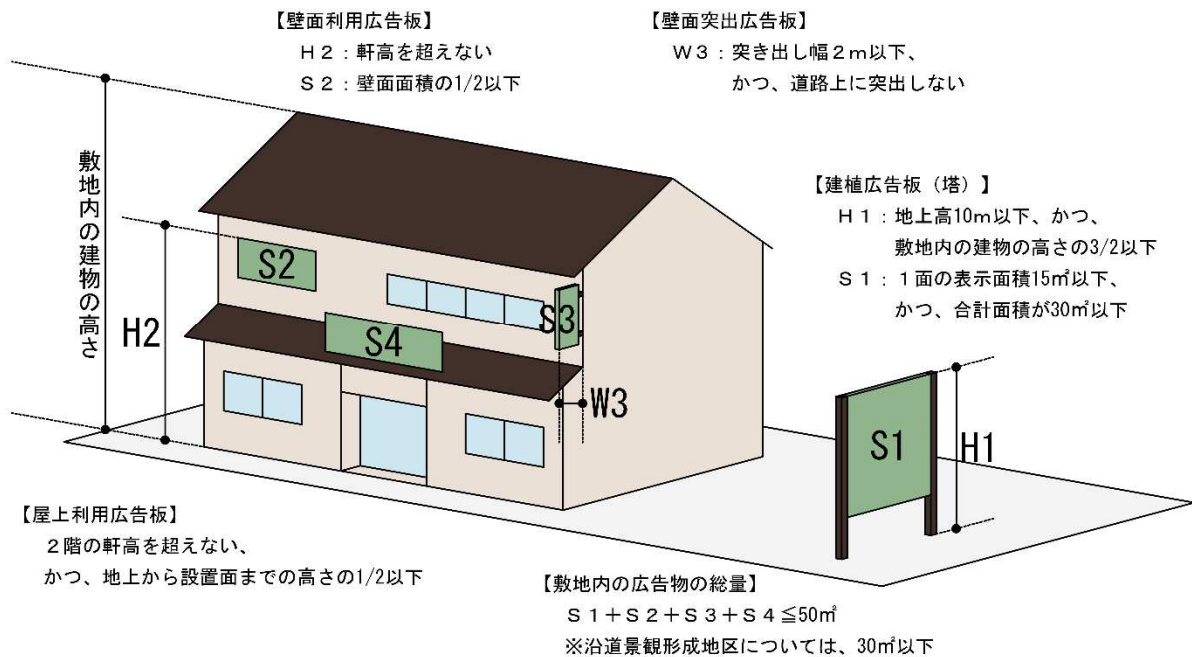 【壁面利用広告板】
H2：軒高を超えない
S2：壁面面積の1/2以下
【壁面突出広告板】
W3：突き出し幅2m以下、
かつ、道路上に突出しない
敷地内の建物の高さ
H2
S2
S3
S4
W3
【建植広告板（塔）】
H1：地上高10m以下、かつ、
敷地内の建物の高さの3/2以下
S1：1面の表示面積15㎡以下、
かつ、合計面積が30㎡以下
S1
H1
【屋上利用広告板】
2階の軒高を超えない、
かつ、地上から設置面までの高さの1/2以下
【敷地内の広告物の総量】
S1＋S2＋S3＋S4≦50㎡
※沿道景観形成地区については、30㎡以下